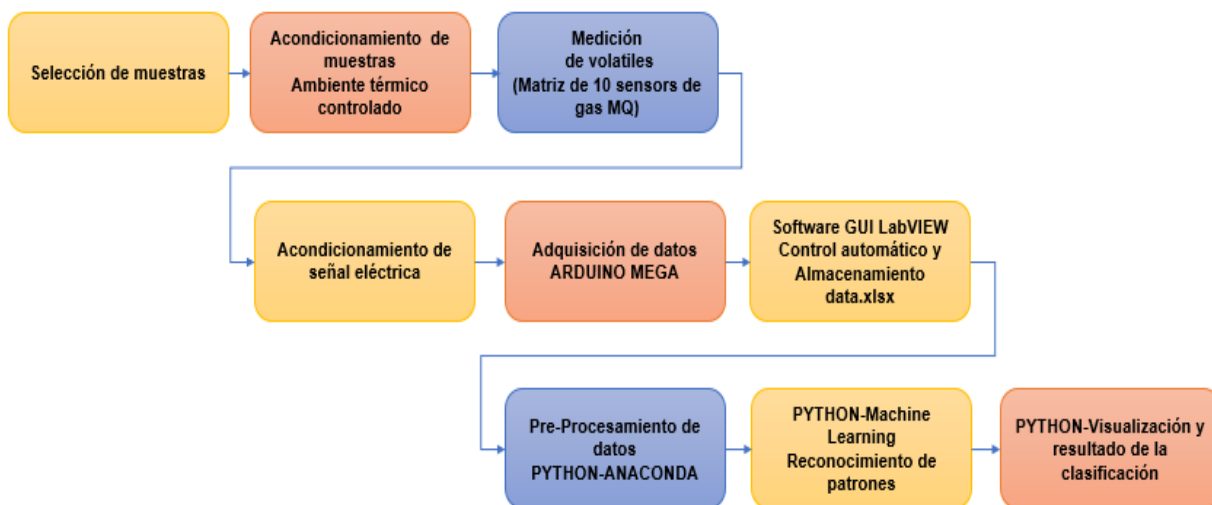 Selección de muestras
Acondicionamiento de
muestras
Ambiente térmico
controlado
Medición
de volatiles
(Matriz de 10 sensors de
gas MQ)
Acondicionamiento de
señal eléctrica
Adquisición de datos
ARDUINO MEGA
Software GUI LabVIEW
Control automático y
Almacenamiento
data.xlsx
Pre-Procesamiento de
datos
PYTHON-ANACONDA
PYTHON-Machine
Learning
Reconocimiento de
patrones
PYTHON-Visualización y
resultado de la
clasificación